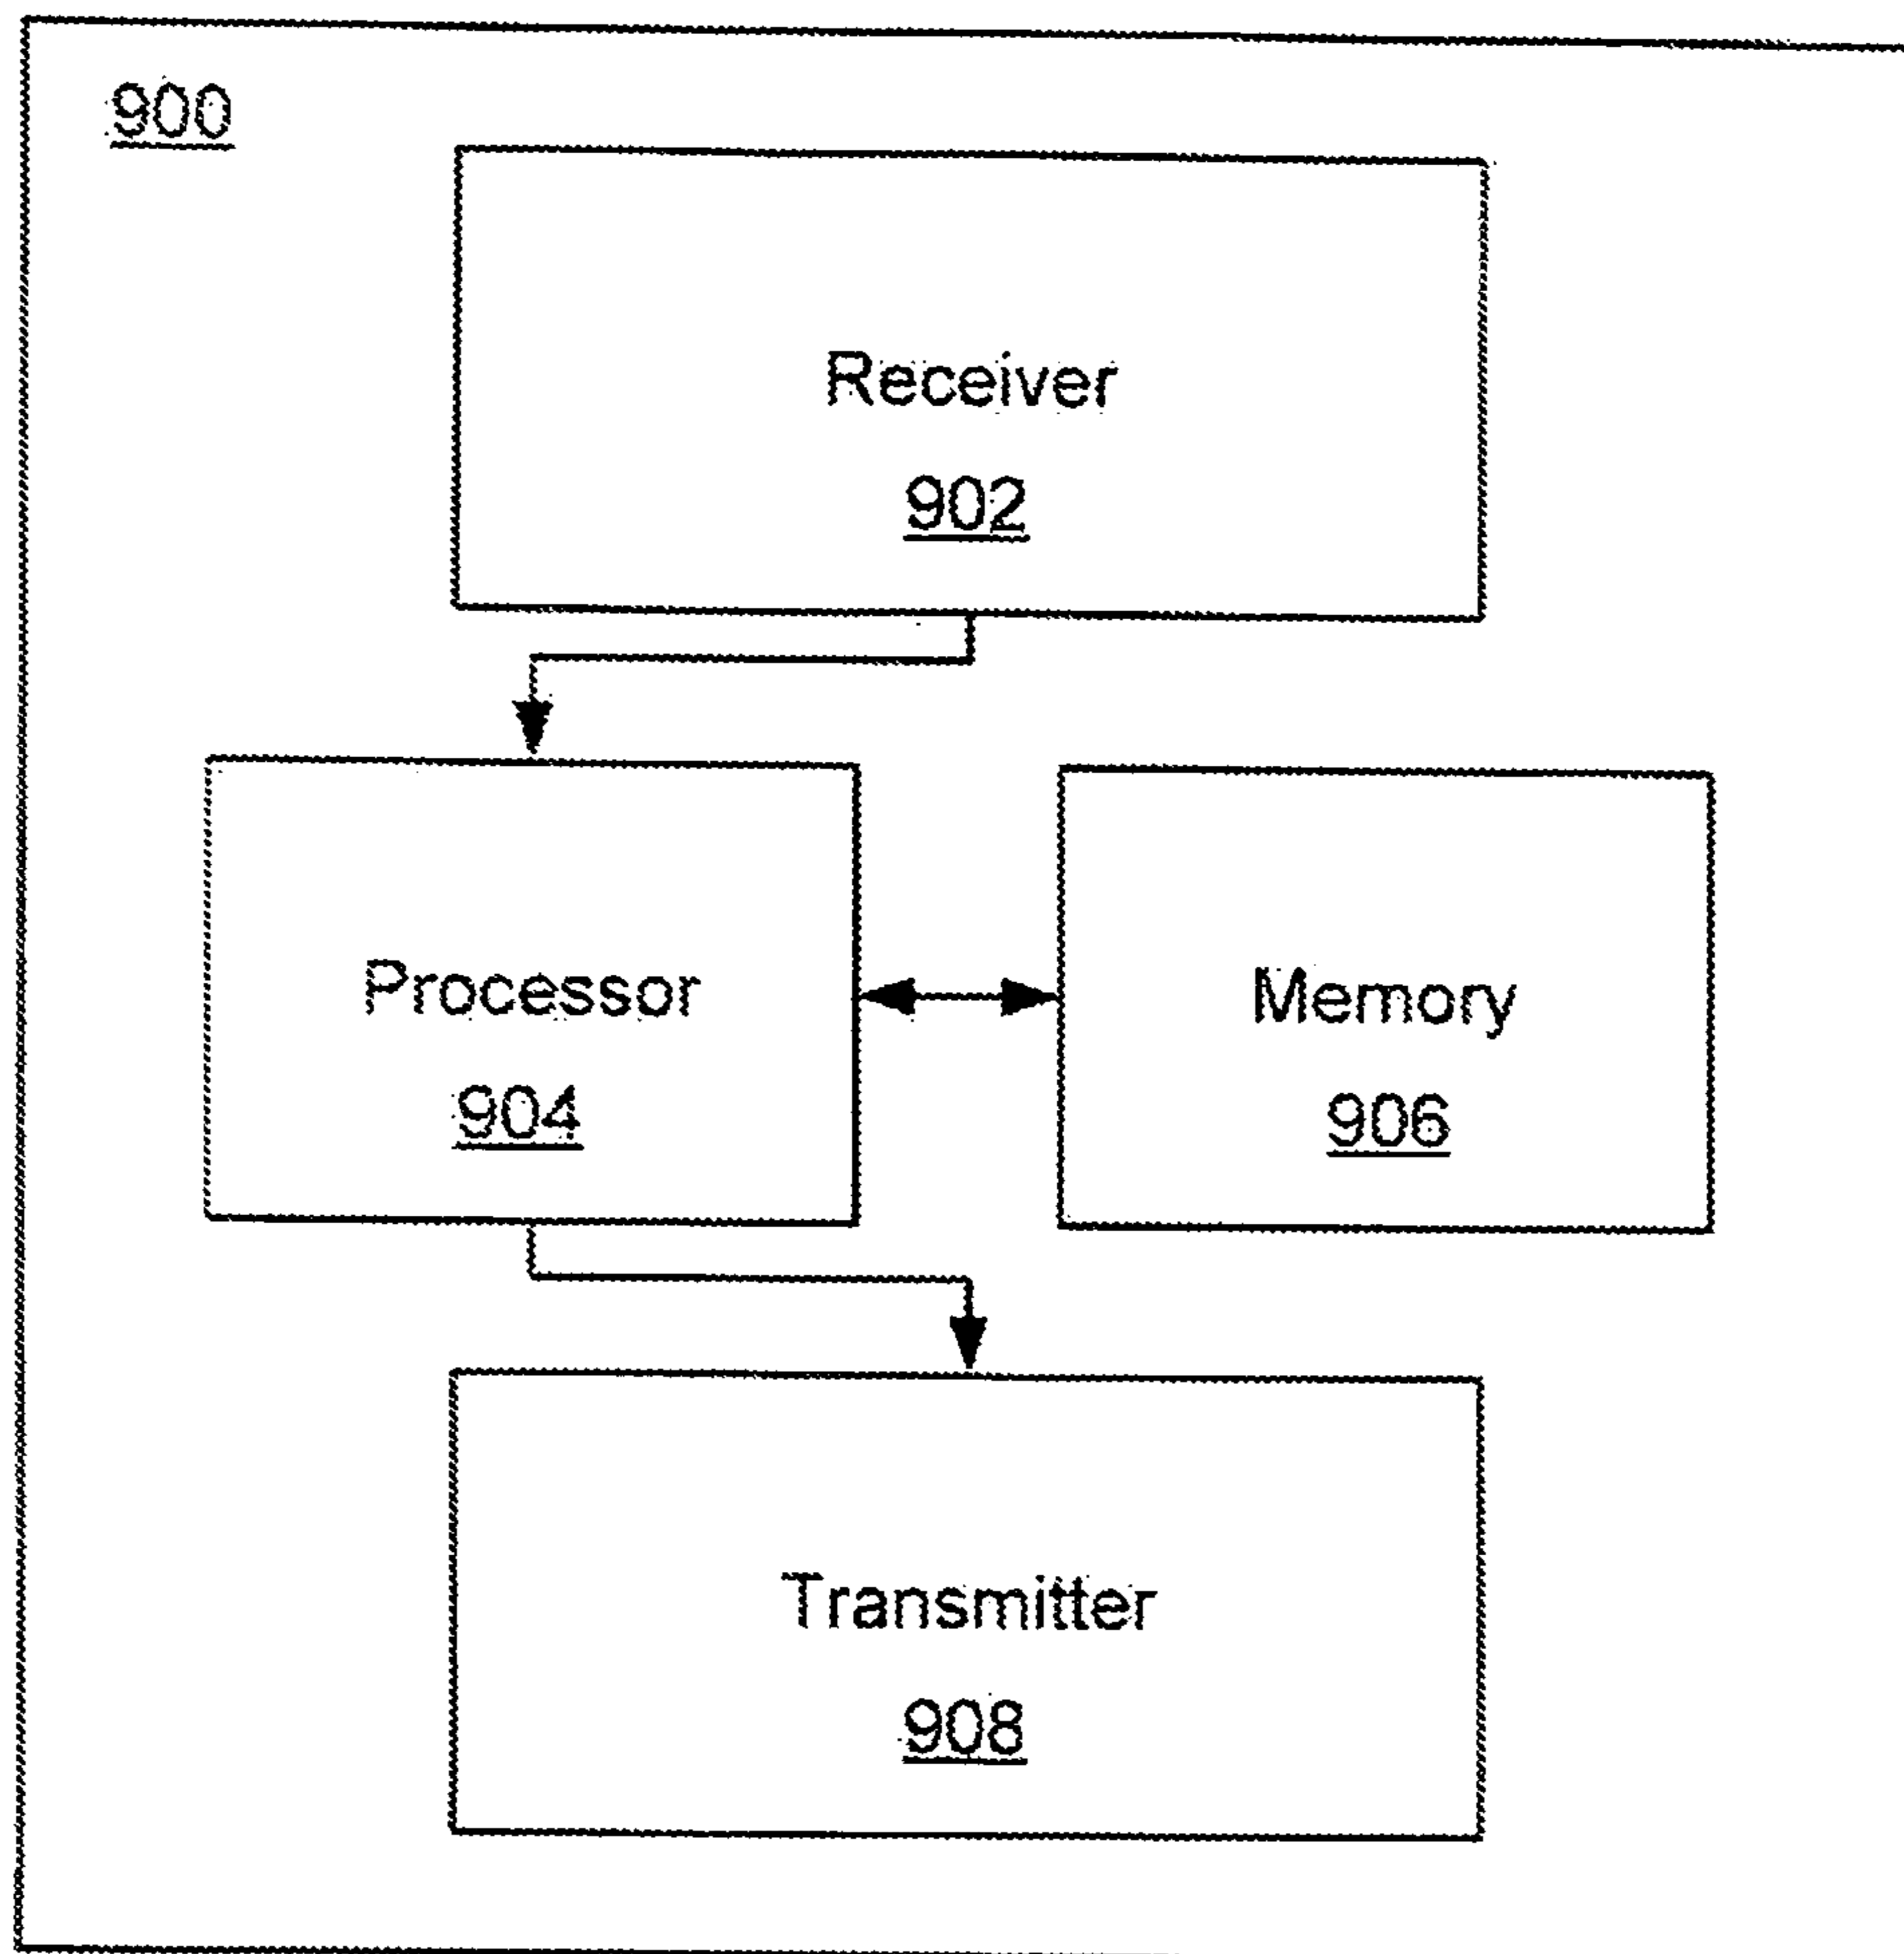 900
Receiver
902
Processor
904
Memory
906
Transmitter
908